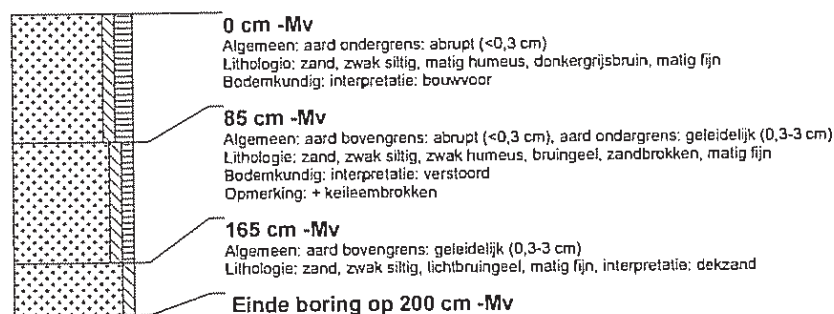 0 cm -Mv
Algemeen: aard ondergrens: abrupt (<0,3 cm)
Lithologie: zand, zwak siltig, matig humeus, donkergrijsbruin, matig fijn
Bodemkundig: interpretatie: bouwvoor
85 cm -Mv
Algemeen: aard bovengrens: abrupt (<0,3 cm), aard ondergrens: geleidelijk (0,3-3 cm)
Lithologie: zand, zwak siltig, zwak humeus, bruingeel, zandbrokken, matig fijn
Bodemkundig: interpretatie: verstoord
Opmerking: + keileembrokken
165 cm -Mv
Algemeen: aard bovengrens: geleidelijk (0,3-3 cm)
Lithologie: zand, zwak siltig, lichtbruingeel, matig fijn, interpretatie: dekzand
Einde boring op 200 cm -Mv